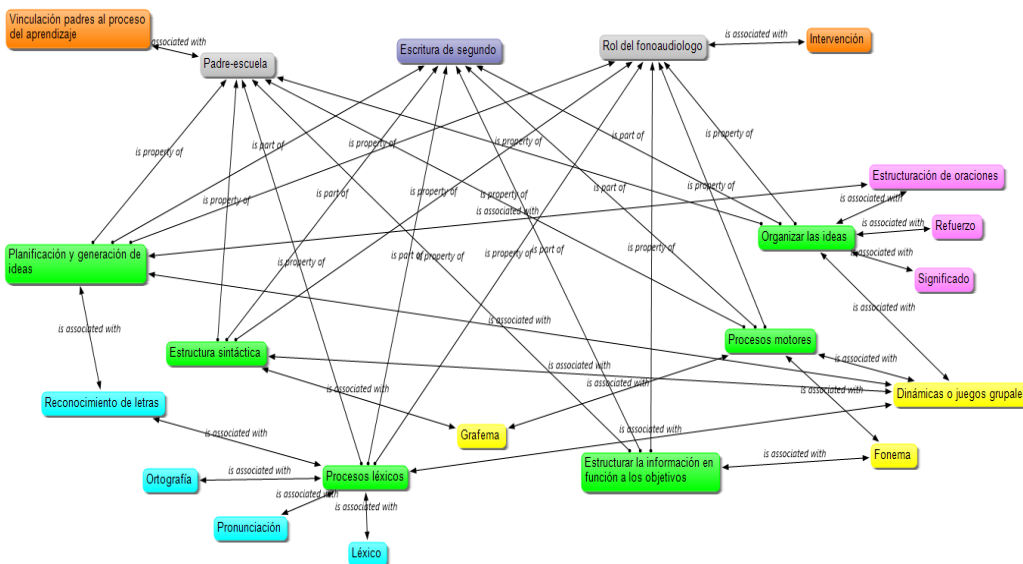 Vinculación padres al proceso
del aprendizaje
is associated with
Padre-escuela
Escritura de segundo
Rol del fonoaudiologo
is associated with
Intervención
is property of
is part of
is property of
is part of
is property of
Estructuración de oraciones
is associated with
is property of
is part of
is property of
is property of
is part of
is property of
is associated with
is associated with
Refuerzo
Organizar las ideas
is associated with
Significado
Planificación y generación de
ideas
is property of
is part of
is property of
is property of
is part of
is property of
is associated with
is associated with
Estructura sintáctica
Procesos motores
is associated with
is associated with
is associated with
is associated with
is associated with
Dinámicas o juegos grupale
Reconocimiento de letras
is associated with
Grafema
is associated with
Fonema
is associated with
Estructurar la información en
función a los objetivos
Ortografía
is associated with
Procesos léxicos
is associated with
is associated with
Pronunciación
Léxico